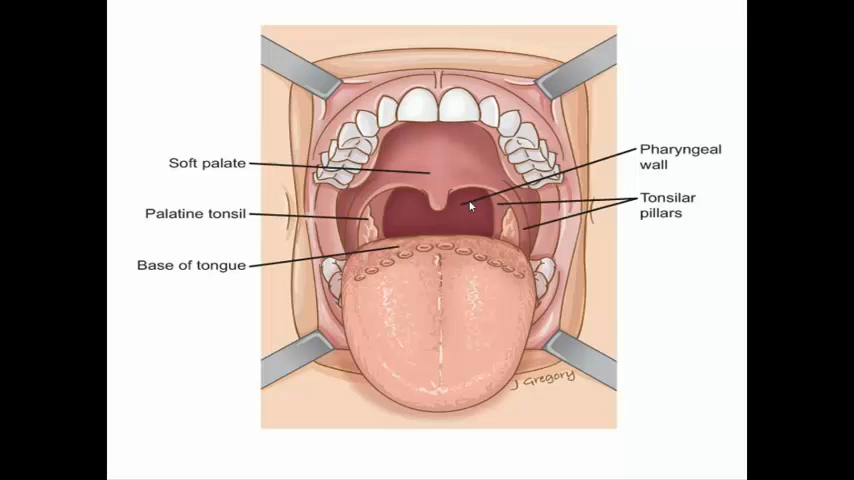 Soft palate
Palatine tonsil
Base of tongue
Pharyngeal
wall
Tonsilar
pillars
J Gregory